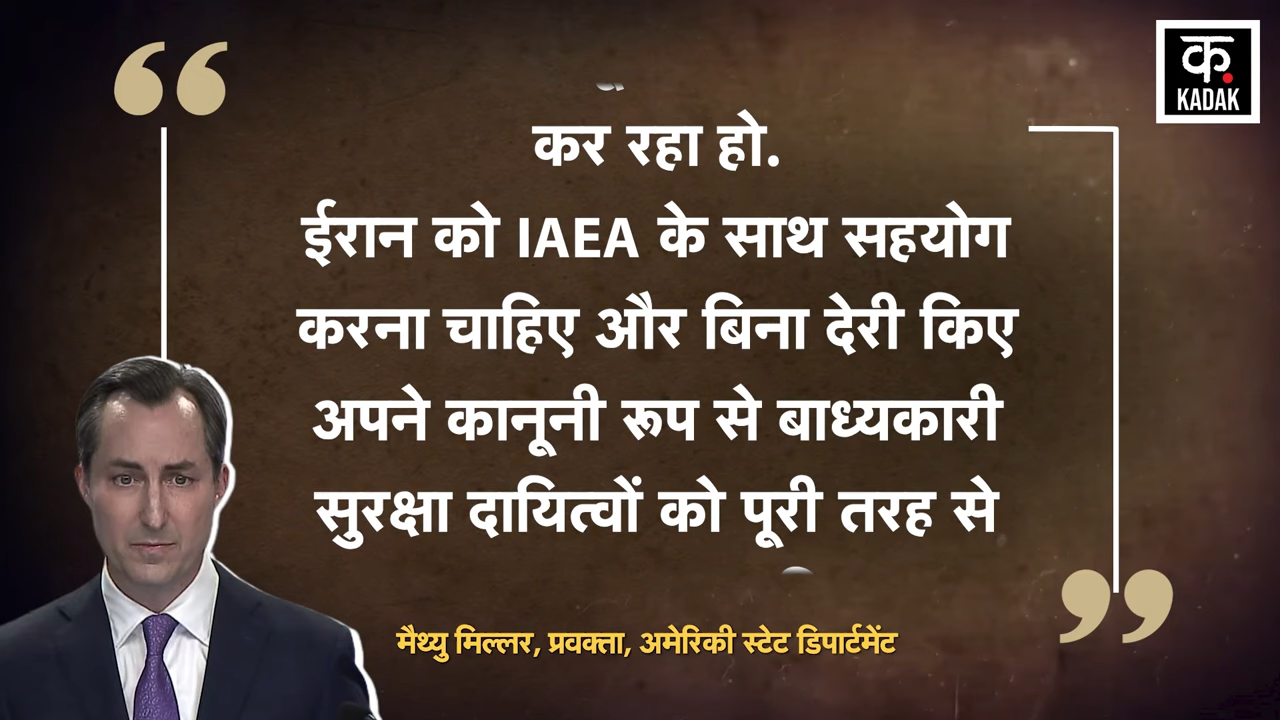 क.
KADAK
कर रहा हो.
ईरान को IAEA के साथ सहयोग
करना चाहिए और बिना देरी किए
अपने कानूनी रूप से बाध्यकारी
सुरक्षा दायित्वों को पूरी तरह से
मैथ्यु मिल्लर, प्रवक्ता, अमेरिकी स्टेट डिपार्टमेंट